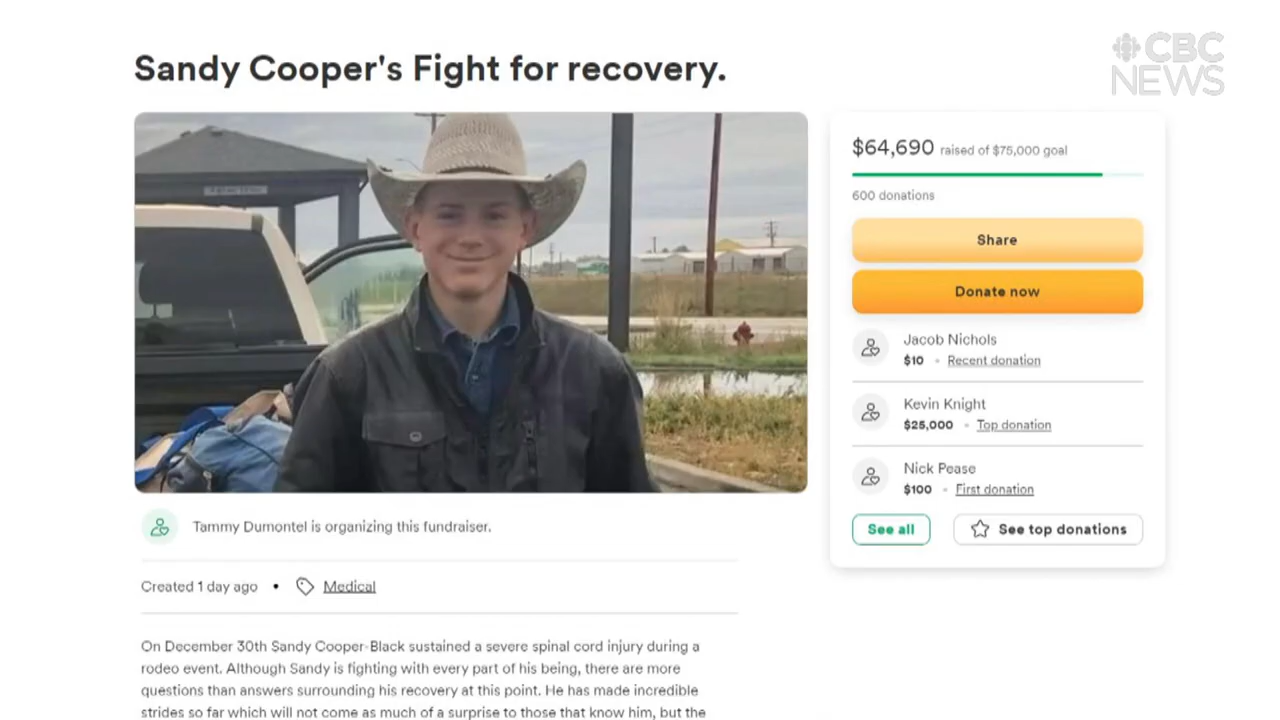 CBC
NEWS
Sandy Cooper's Fight for recovery.
$64,690 raised of $75,000 goal
600 donations
Share
Donate now
Jacob Nichols
$10 • Recent donation
Kevin Knight
$25,000 • Top donation
Nick Pease
$100 • First donation
See all
See top donations
Tammy Dumontel is organizing this fundraiser.
Created 1 day ago • Medical
On December 30th Sandy Cooper-Black sustained a severe spinal cord injury during a
rodeo event. Although Sandy is fighting with every part of his being, there are more
questions than answers surrounding his recovery at this point. He has made incredible
strides so far which will not come as much of a surprise to those that know him, but the